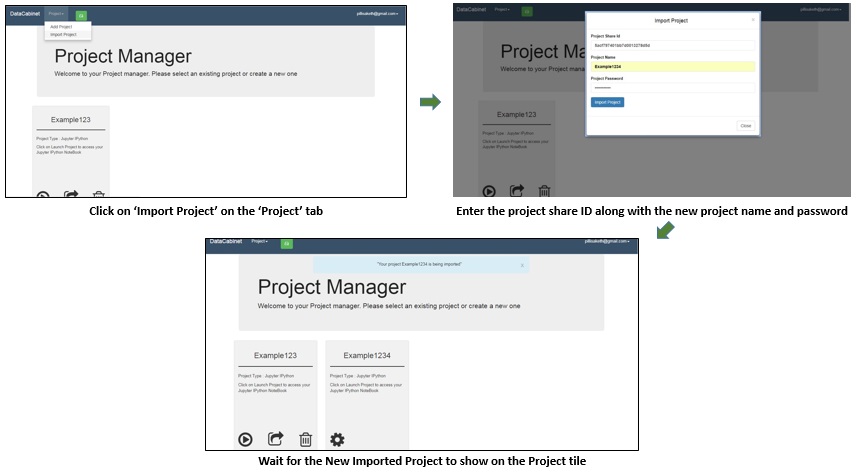 DataCabinet Project pillisaketh@gmail.com
Add Project
Import Project
Project Manager
Welcome to your Project manager. Please select an existing project or create a new one
Example123
Project Type : Jupyter IPython
Click on Launch Project to access your
Jupyter IPython NoteBook
Click on ‘Import Project’ on the ‘Project’ tab
DataCabinet Project pillisaketh@gmail.com
Import Project
×
Project Share Id
Project Name
Example1234
Project Password
Import Project
Close
Project Ma
Welcome to your Project mana
Example123
Project Type : Jupyter IPython
Click on Launch Project to access your
Jupyter IPython NoteBook
Enter the project share ID along with the new project name and password
DataCabinet Project pillisaketh@gmail.com
"Your project Example1234 is being imported" ×
Project Manager
Welcome to your Project manager. Please select an existing project or create a new one
Example123 Example1234
Project Type : Jupyter IPython Project Type : Jupyter IPython
Click on Launch Project to access your Click on Launch Project to access your
Jupyter IPython NoteBook Jupyter IPython NoteBook
Wait for the New Imported Project to show on the Project tile